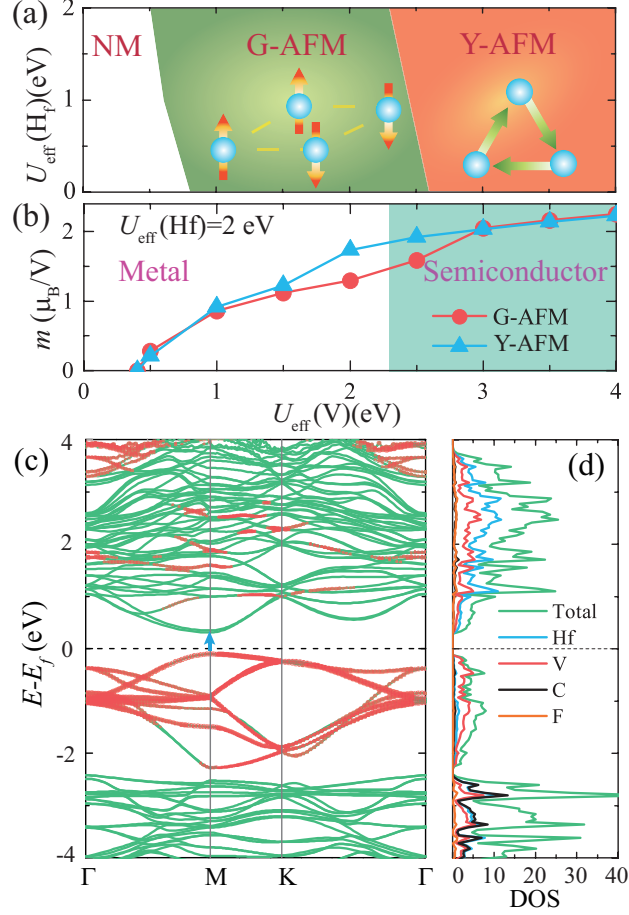 (a)
NM
G-AFM
Y-AFM
2
1
0
U_eff(H_f)(eV)
(b)
U_eff(Hf)=2 eV
Metal
Semiconductor
G-AFM
Y-AFM
2
1
0
m (μ_B/V)
0 1 2 3 4
U_eff(V)(eV)
(c)
4
2
0
-2
-4
E-E_f (eV)
Γ M K Γ
(d)
Total
Hf
V
C
F
0 10 20 30 40
DOS